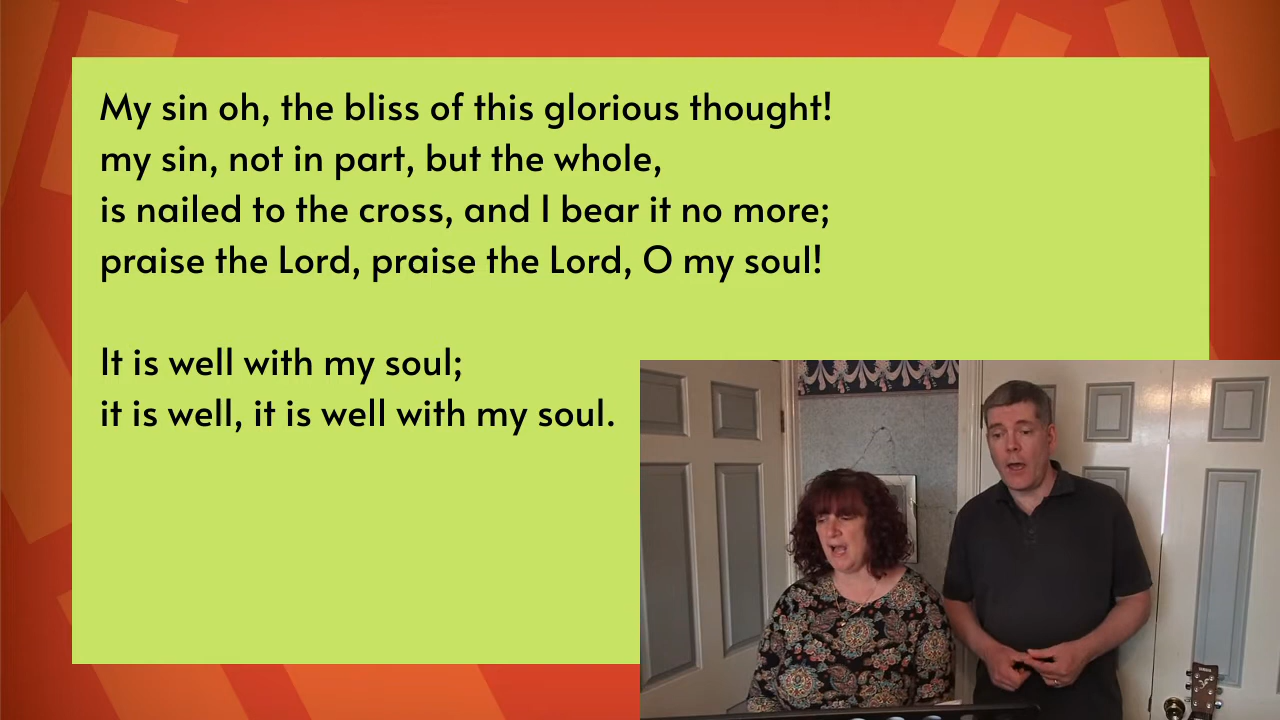 My sin oh, the bliss of this glorious thought!
my sin, not in part, but the whole,
is nailed to the cross, and I bear it no more;
praise the Lord, praise the Lord, O my soul!
It is well with my soul;
it is well, it is well with my soul.